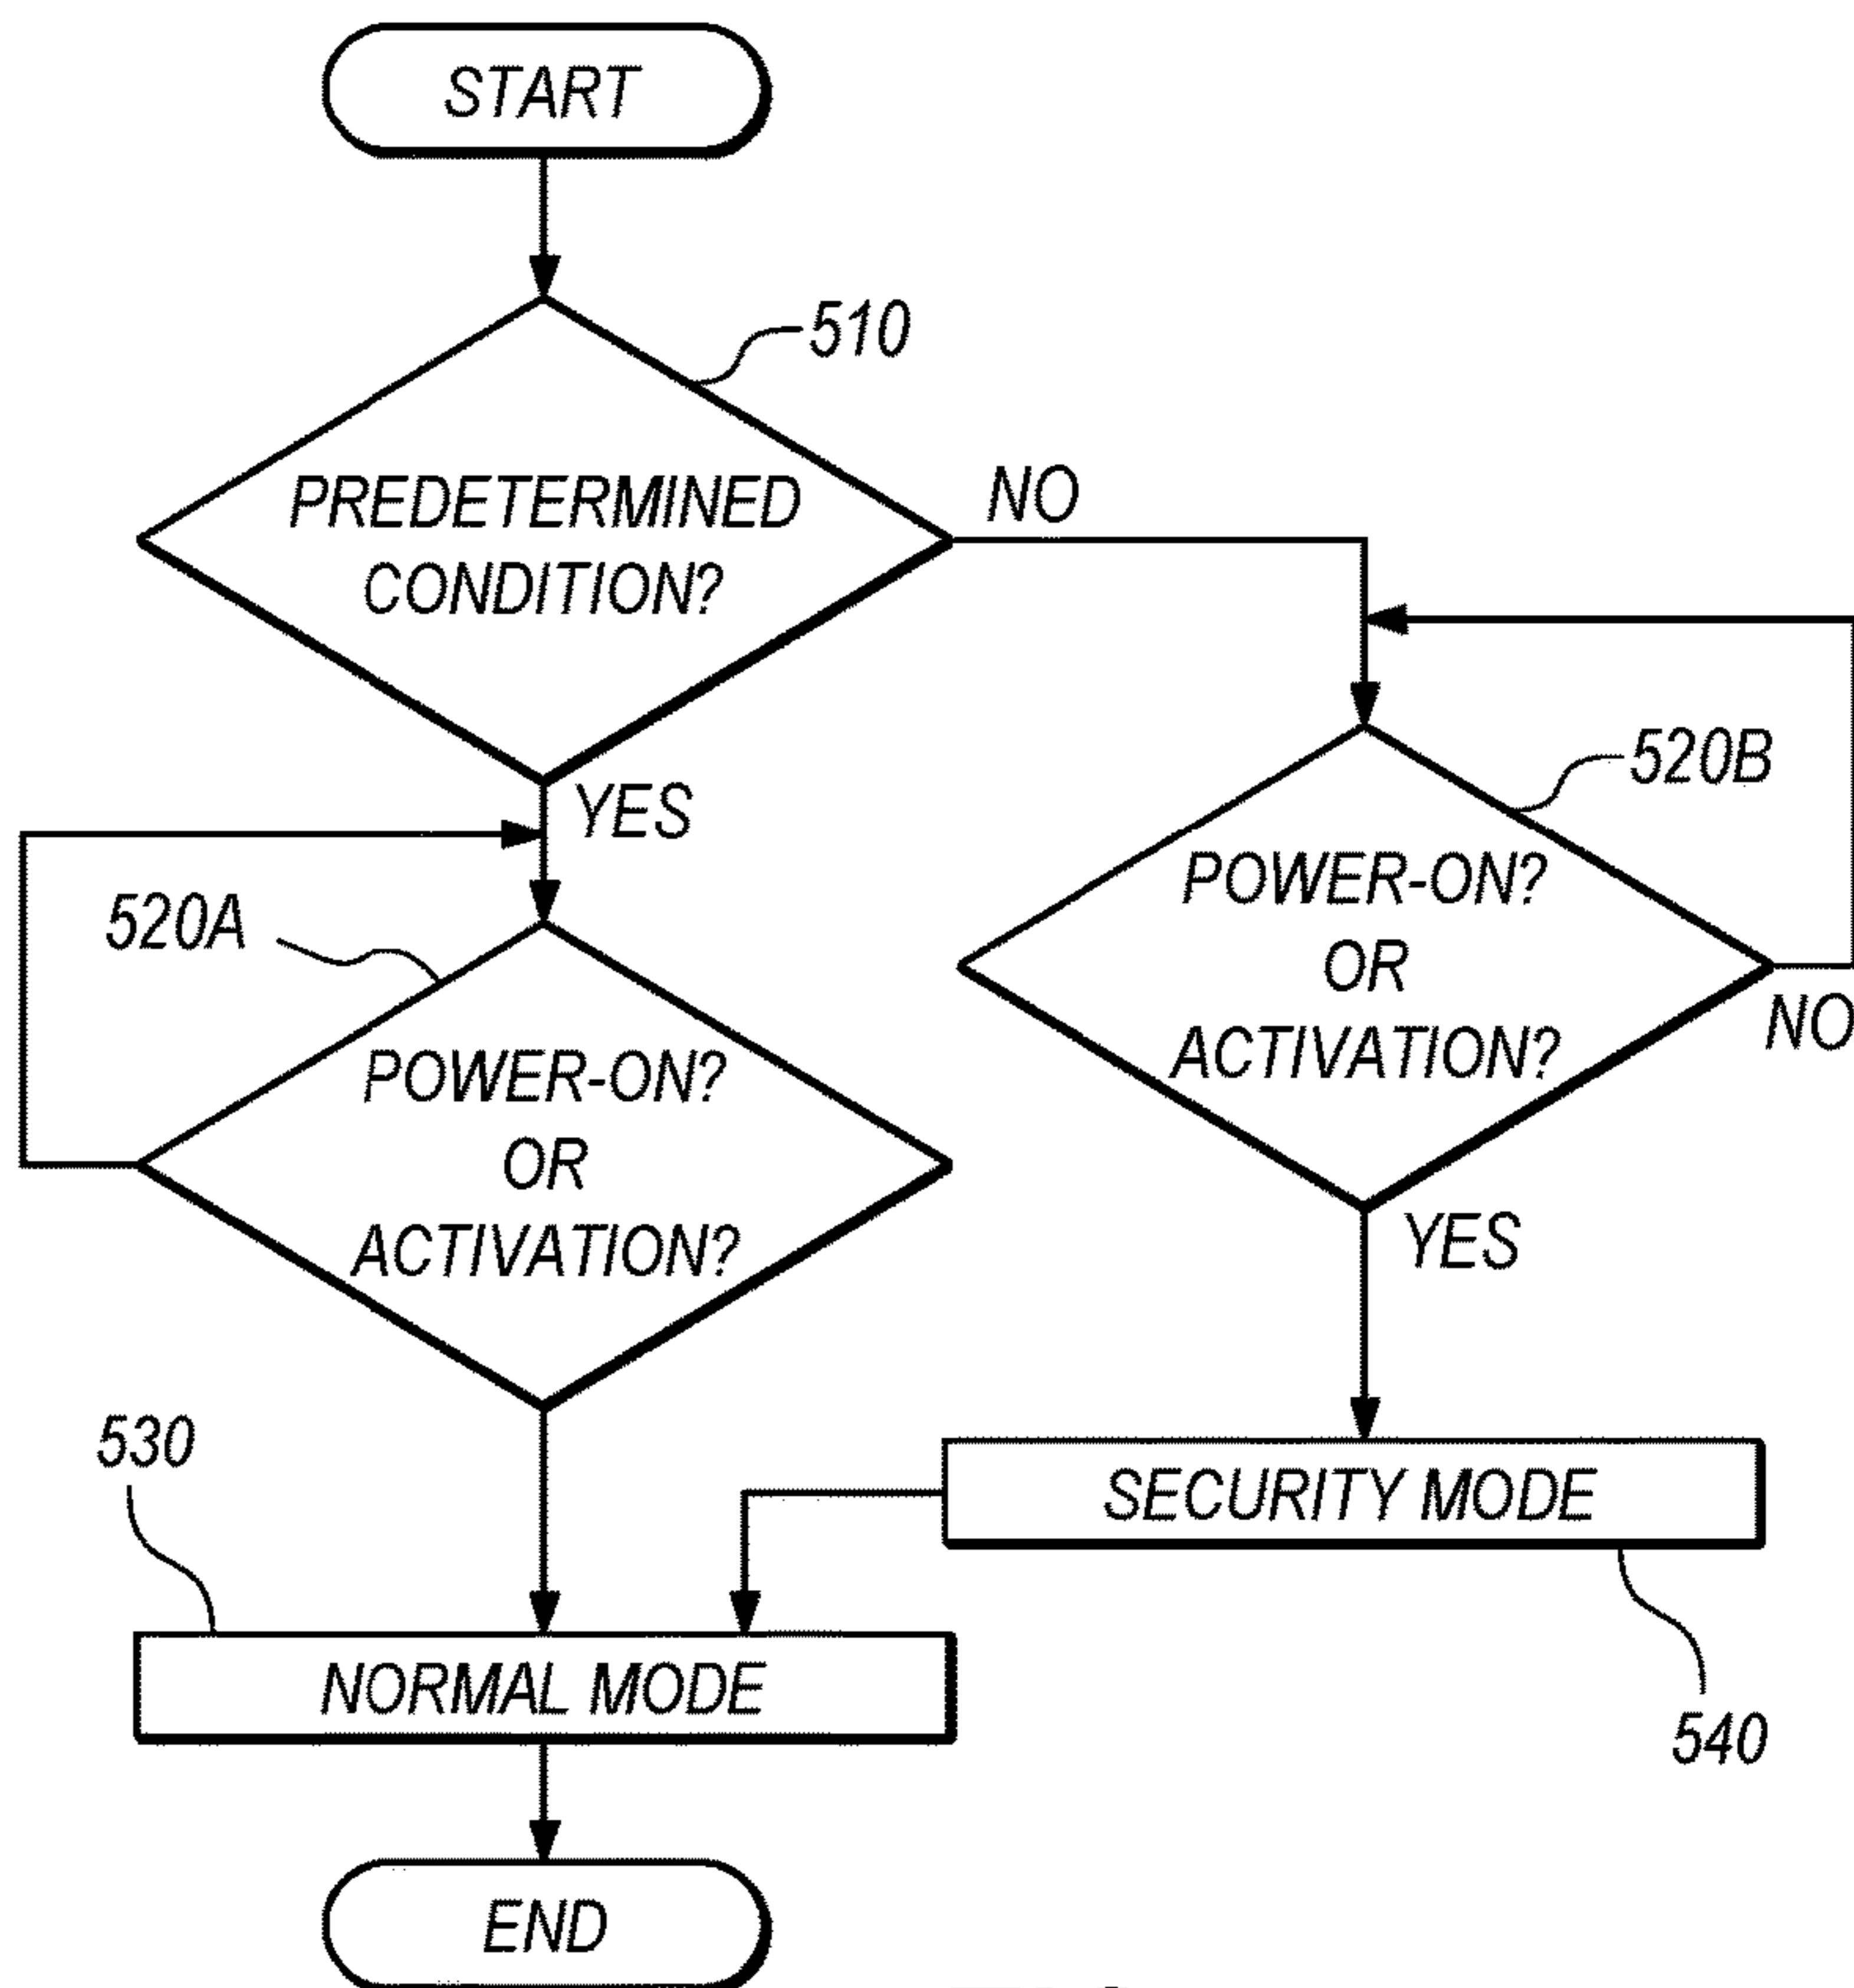 START
510
PREDETERMINED
CONDITION?
NO
YES
520B
POWER-ON?
OR
ACTIVATION?
NO
520A
POWER-ON?
OR
ACTIVATION?
YES
530
SECURITY MODE
NORMAL MODE
540
END